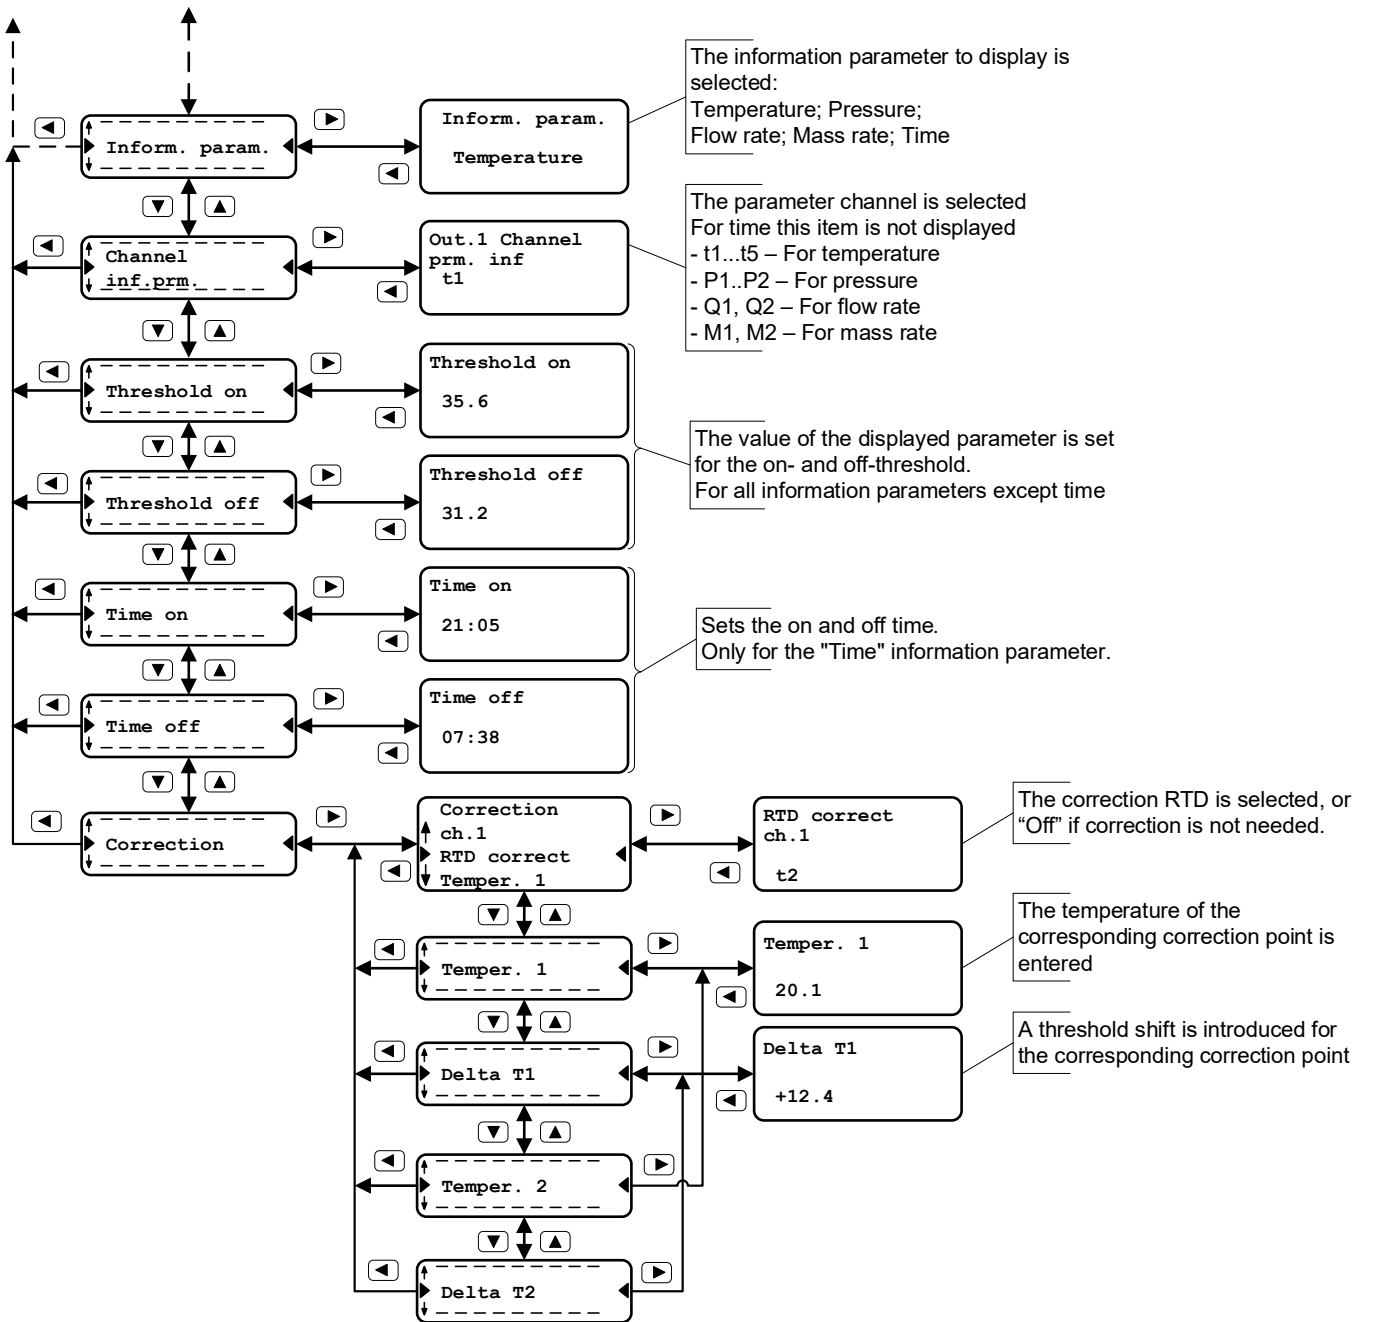 The information parameter to display is
selected:
Temperature; Pressure;
Flow rate; Mass rate; Time
Inform. param.
Inform. param.
Temperature
The parameter channel is selected
For time this item is not displayed
- t1...t5 – For temperature
- P1..P2 – For pressure
- Q1, Q2 – For flow rate
- M1, M2 – For mass rate
Channel
inf.prm.
Out.1 Channel
prm. inf
t1
Threshold on
Threshold on
35.6
The value of the displayed parameter is set
for the on- and off-threshold.
For all information parameters except time
Threshold off
Threshold off
31.2
Time on
Time on
21:05
Sets the on and off time.
Only for the "Time" information parameter.
Time off
Time off
07:38
Correction
Correction
ch.1
RTD correct
Temper. 1
RTD correct
ch.1
t2
The correction RTD is selected, or
“Off” if correction is not needed.
Temper. 1
Temper. 1
20.1
The temperature of the
corresponding correction point is
entered
Delta T1
Delta T1
+12.4
A threshold shift is introduced for
the corresponding correction point
Temper. 2
Delta T2